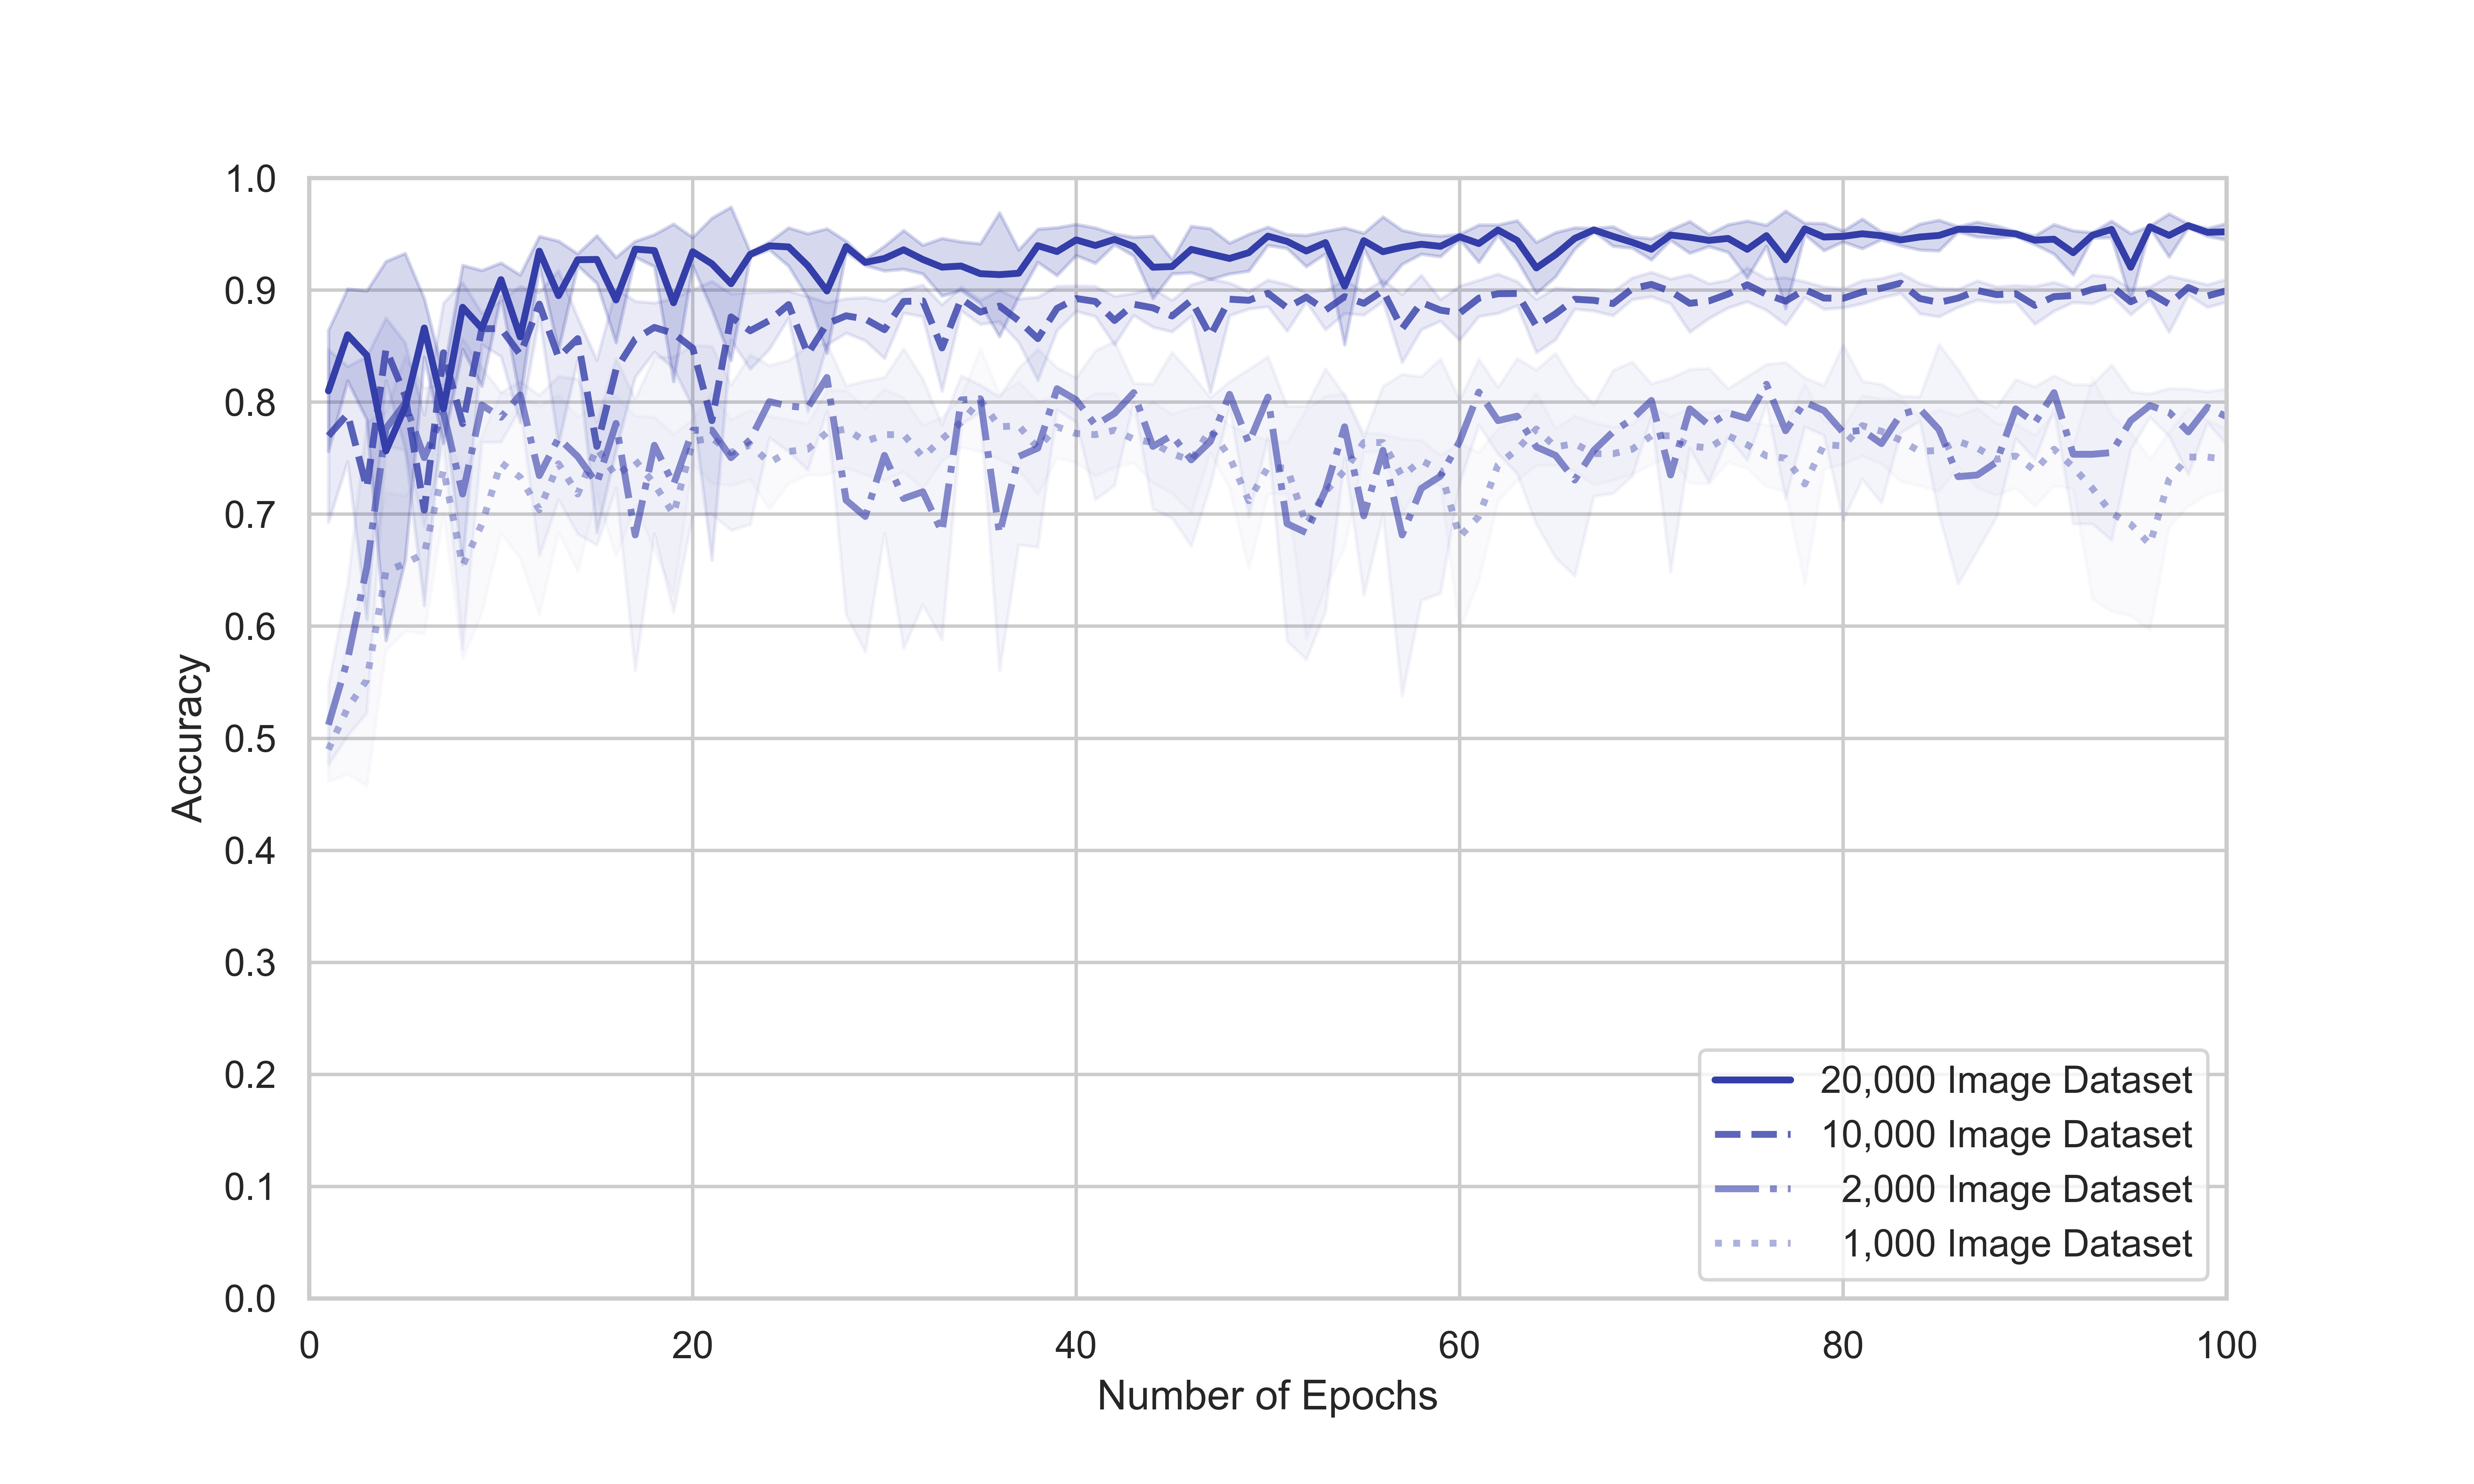 1.0
0.9
0.8
0.7
0.6
0.5
0.4
0.3
0.2
0.1
0.0
Accuracy
0 20 40 60 80 100
Number of Epochs
20,000 Image Dataset
10,000 Image Dataset
2,000 Image Dataset
1,000 Image Dataset